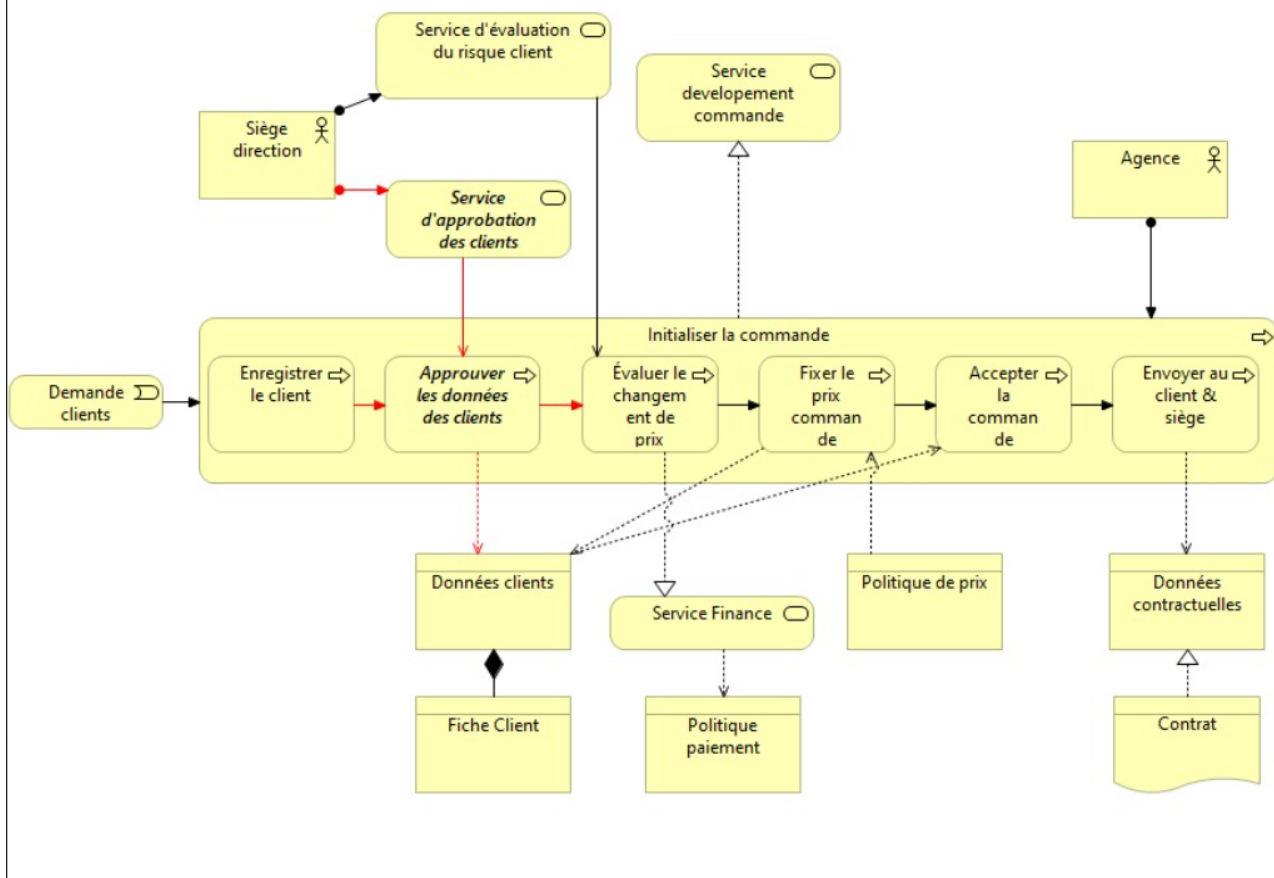 Service d'évaluation
du risque client
Service
developement
commande
Siège
direction
Agence
Service
d'approbation
des clients
Initialiser la commande
Demande
clients
Enregistrer
le client
Approuver
les données
des clients
Évaluer le
changem
ent de
prix
Fixer le
prix
comman
de
Accepter
la
comman
de
Envoyer au
client &
siège
Données clients
Service Finance
Politique de prix
Données
contractuelles
Fiche Client
Politique
paiement
Contrat